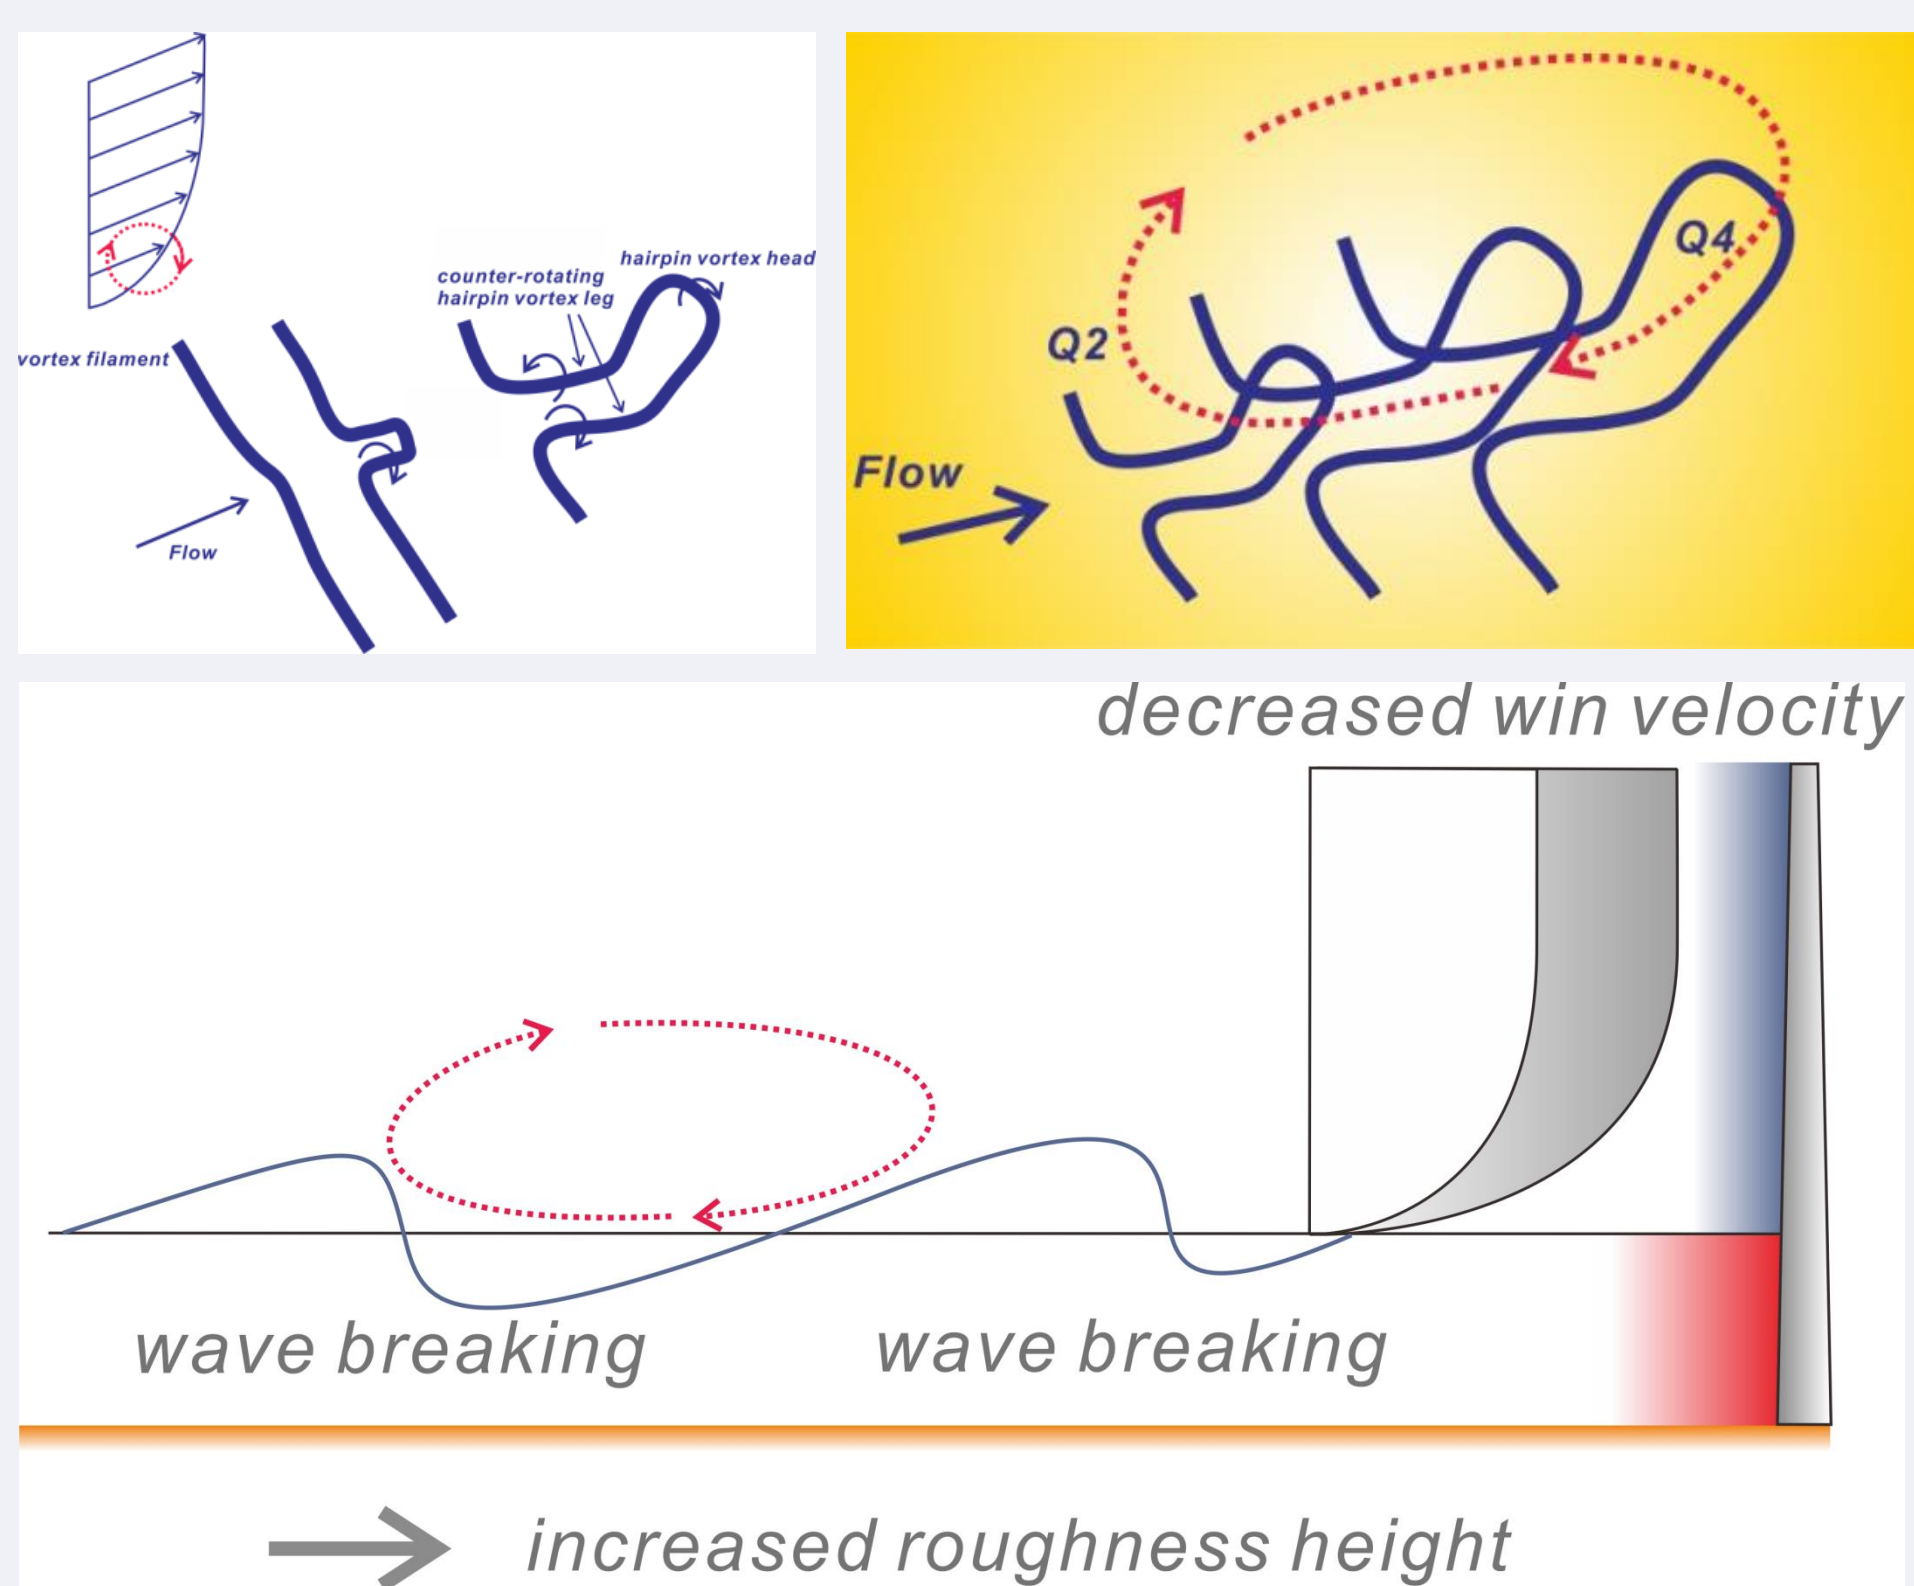 hairpin vortex head
counter-rotating
hairpin vortex leg
vortex filament
Flow
Q4
Q2
Flow
decreased win velocity
wave breaking
wave breaking
increased roughness height